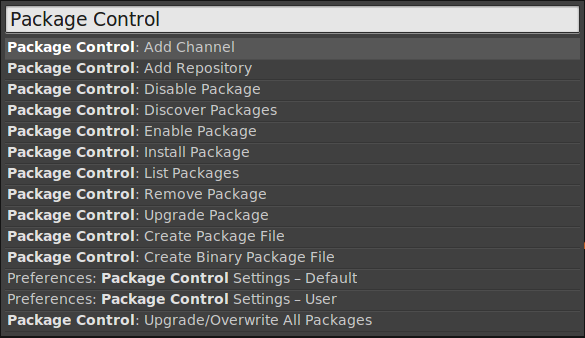 Package Control
Package Control: Add Channel
Package Control: Add Repository
Package Control: Disable Package
Package Control: Discover Packages
Package Control: Enable Package
Package Control: Install Package
Package Control: List Packages
Package Control: Remove Package
Package Control: Upgrade Package
Package Control: Create Package File
Package Control: Create Binary Package File
Preferences: Package Control Settings – Default
Preferences: Package Control Settings – User
Package Control: Upgrade/Overwrite All Packages